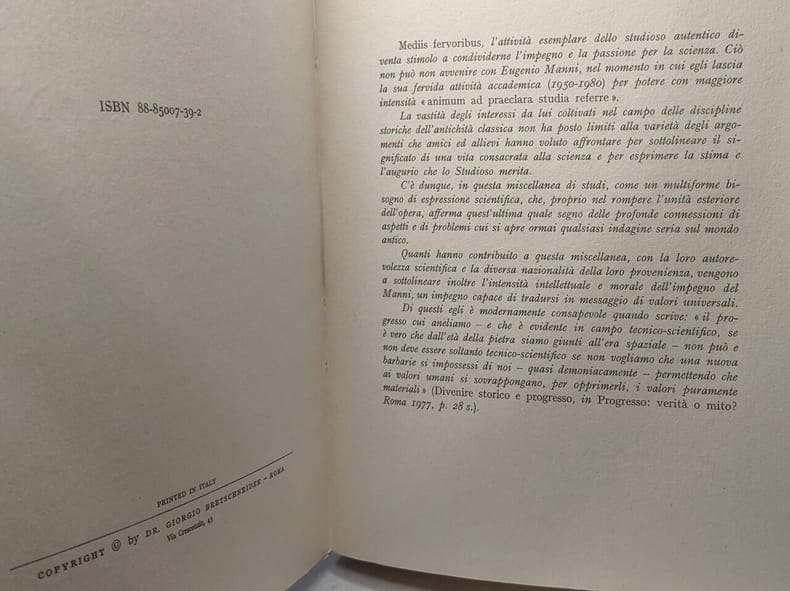 ISBN 88-85007-39-2
PRINTED IN ITALY
COPYRIGHT © by DR. GIORGIO BRETSCHNEIDER - ROMA
Via Crescenzio, 43
Mediis fervoribus, l'attività esemplare dello studioso autentico di-
venta stimolo a condividerne l'impegno e la passione per la scienza. Ciò
non può non avvenire con Eugenio Manni, nel momento in cui egli lascia
la sua fervida attività accademica (1950-1980) per potere con maggiore
intensità « animum ad praeclara studia referre ».
La vastità degli interessi da lui coltivati nel campo delle discipline
storiche dell'antichità classica non ha posto limiti alla varietà degli argo-
menti che amici ed allievi hanno voluto affrontare per sottolineare il si-
gnificato di una vita consacrata alla scienza e per esprimere la stima e
l'augurio che lo Studioso merita.
C'è dunque, in questa miscellanea di studi, come un multiforme bi-
sogno di espressione scientifica, che, proprio nel rompere l'unità esteriore
dell'opera, afferma quest'ultima quale segno delle profonde connessioni di
aspetti e di problemi cui si apre ormai qualsiasi indagine seria sul mondo
antico.
Quanti hanno contribuito a questa miscellanea, con la loro autore-
volezza scientifica e la diversa nazionalità della loro provenienza, vengono
a sottolineare inoltre l'intensità intellettuale e morale dell'impegno del
Manni, un impegno capace di tradursi in messaggio di valori universali.
Di questi egli è modernamente consapevole quando scrive: « il pro-
gresso cui aneliamo – e che è evidente in campo tecnico-scientifico, se
è vero che dall'età della pietra siamo giunti all'era spaziale – non può e
non deve essere soltanto tecnico-scientifico se non vogliamo che una nuova
barbarie si impossessi di noi – quasi demoniacamente – permettendo che
ai valori umani si sovrappongano, per opprimerli, i valori puramente
materiali » (Divenire storico e progresso, in Progresso: verità o mito?
Roma 1977, p. 28 s.).